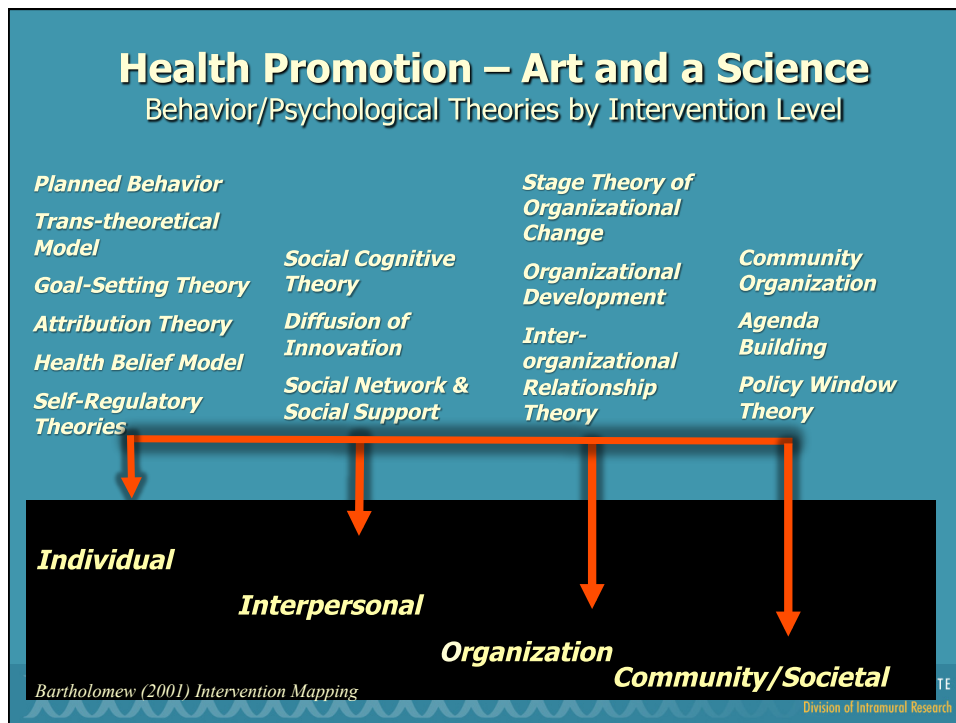 Health Promotion – Art and a Science
Behavior/Psychological Theories by Intervention Level
Planned Behavior
Trans-theoretical
Model
Goal-Setting Theory
Attribution Theory
Health Belief Model
Self-Regulatory
Theories
Social Cognitive
Theory
Diffusion of
Innovation
Social Network &
Social Support
Stage Theory of
Organizational
Change
Organizational
Development
Inter-
organizational
Relationship
Theory
Community
Organization
Agenda
Building
Policy Window
Theory
Individual
Interpersonal
Organization
Community/Societal
Bartholomew (2001) Intervention Mapping
Division of Intramural Research